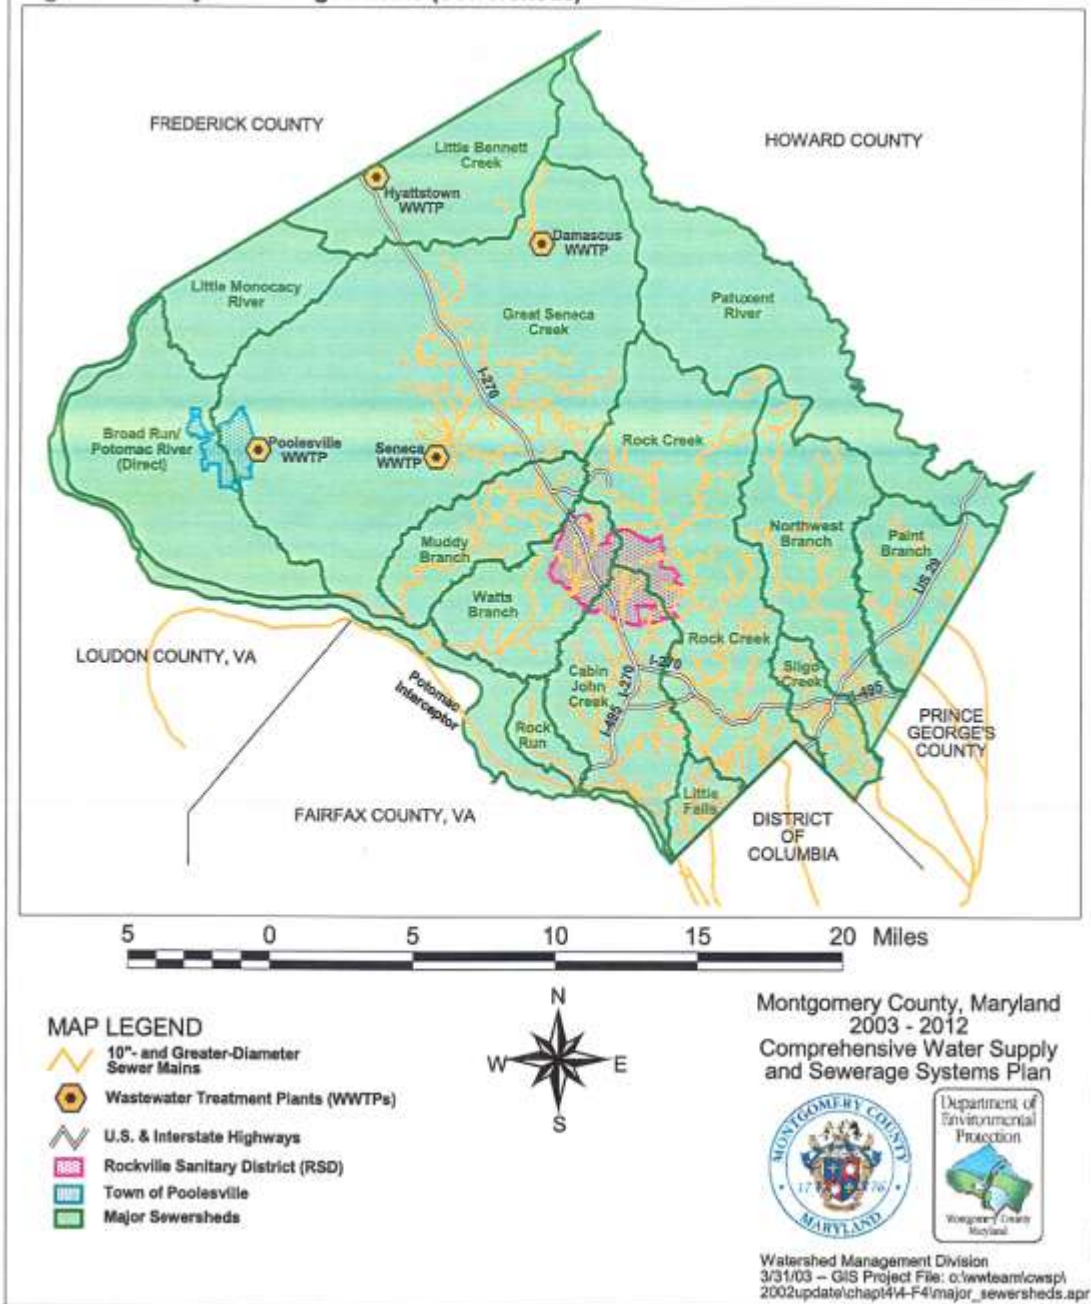 FREDERICK COUNTY
HOWARD COUNTY
Little Bennett
Creek
Hyattstown
WWTP
Damascus
WWTP
Little Monocacy
River
Great Seneca
Creek
Patuxent
River
I-270
Broad Run/
Potomac River
(Direct)
Poolesville
WWTP
Seneca
WWTP
Rock Creek
Muddy
Branch
Northwest
Branch
Paint
Branch
US 29
Watts
Branch
Rock Creek
LOUDON COUNTY, VA
Potomac
Interceptor
Cabin
John
Creek
I-270
I-270
Sligo
Creek
I-495
I-495
Rock
Run
PRINCE
GEORGE'S
COUNTY
Little
Falls
FAIRFAX COUNTY, VA
DISTRICT
OF
COLUMBIA
5 0 5 10 15 20 Miles
N
W E
S
MAP LEGEND
10"- and Greater-Diameter
Sewer Mains
Wastewater Treatment Plants (WWTPs)
U.S. & Interstate Highways
Rockville Sanitary District (RSD)
Town of Poolesville
Major Sewersheds
Montgomery County, Maryland
2003 - 2012
Comprehensive Water Supply
and Sewerage Systems Plan
MONTGOMERY COUNTY
17 76
MARYLAND
Department of
Environmental
Protection
Montgomery County
Maryland
Watershed Management Division
3/31/03 -- GIS Project File: o:\wwteam\cwsp\
2002update\chapt4\4-F4\major_sewersheds.apr